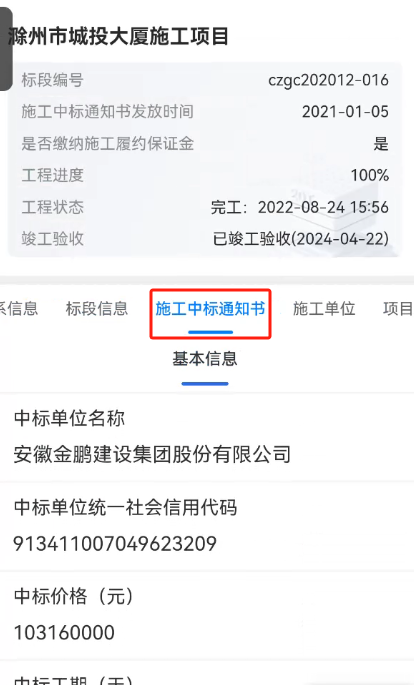 滁州市城投大厦施工项目
标段编号 czgc202012-016
施工中标通知书发放时间 2021-01-05
是否缴纳施工履约保证金 是
工程进度 100%
工程状态 完工：2022-08-24 15:56
竣工验收 已竣工验收(2024-04-22)
系信息 标段信息 施工中标通知书 施工单位 项目
基本信息
中标单位名称
安徽金鹏建设集团股份有限公司
中标单位统一社会信用代码
913411007049623209
中标价格（元）
103160000
中标工期（天）